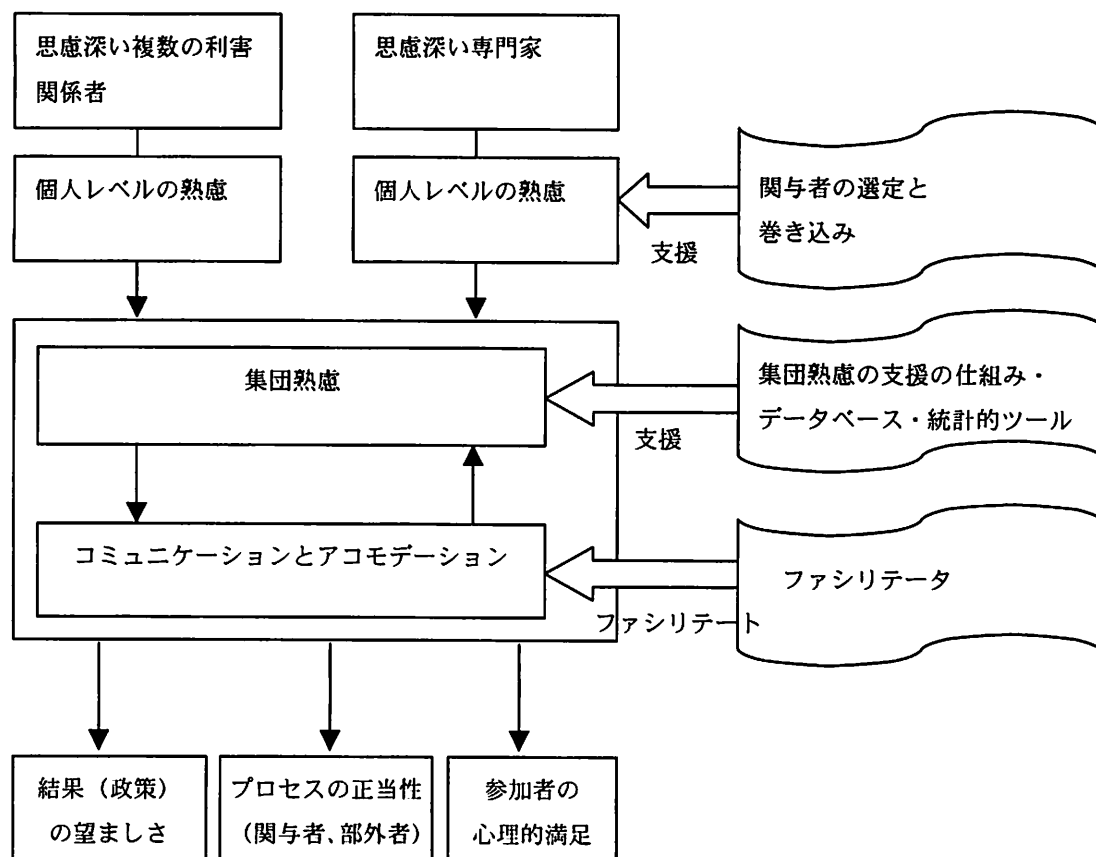 思慮深い複数の利害
関係者
思慮深い専門家
個人レベルの熟慮
個人レベルの熟慮
関与者の選定と
巻き込み
支援
集団熟慮
集団熟慮の支援の仕組み・
データベース・統計的ツール
支援
コミュニケーションとアコモデーション
ファシリテータ
ファシリテート
結果（政策）
の望ましさ
プロセスの正当性
（関与者、部外者）
参加者の
心理的満足